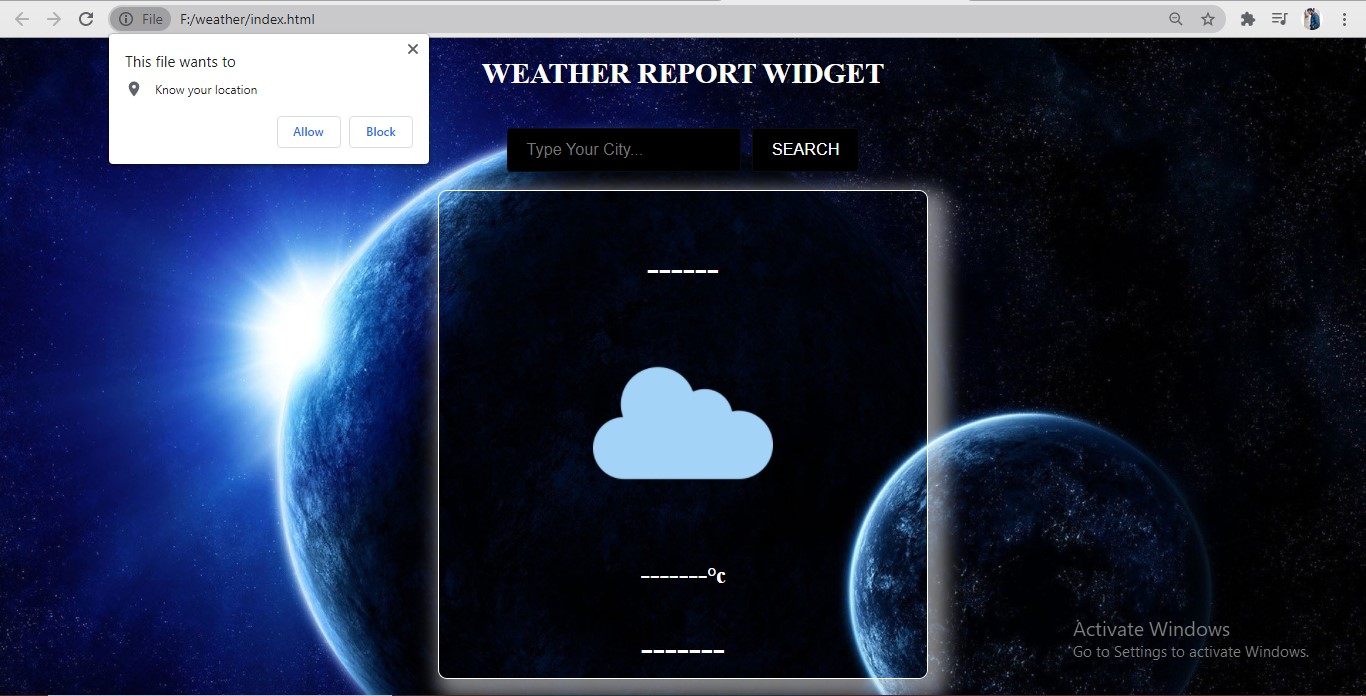 File F:/weather/index.html
This file wants to
Know your location
Allow Block
WEATHER REPORT WIDGET
Type Your City... SEARCH
------
-------°c
-------
Activate Windows
Go to Settings to activate Windows.